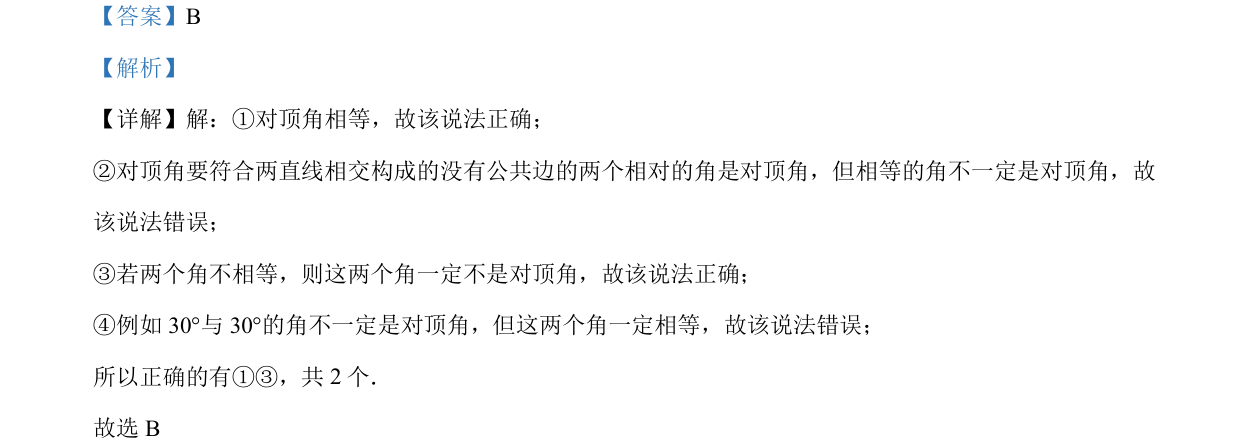 【答案】B
【解析】
【详解】解：①对顶角相等，故该说法正确；
②对顶角要符合两直线相交构成的没有公共边的两个相对的角是对顶角，但相等的角不一定是对顶角，故
该说法错误；
③若两个角不相等，则这两个角一定不是对顶角，故该说法正确；
④例如 30°与 30°的角不一定是对顶角，但这两个角一定相等，故该说法错误；
所以正确的有①③，共 2 个．
故选 B